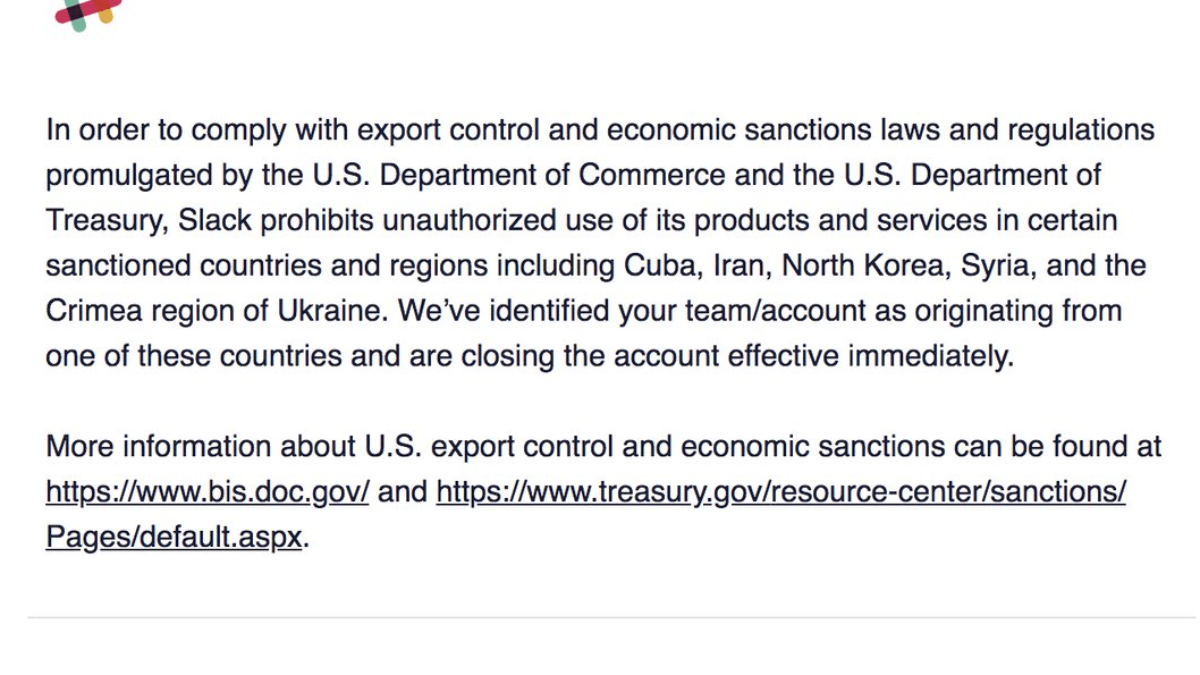 In order to comply with export control and economic sanctions laws and regulations
promulgated by the U.S. Department of Commerce and the U.S. Department of
Treasury, Slack prohibits unauthorized use of its products and services in certain
sanctioned countries and regions including Cuba, Iran, North Korea, Syria, and the
Crimea region of Ukraine. We’ve identified your team/account as originating from
one of these countries and are closing the account effective immediately.
More information about U.S. export control and economic sanctions can be found at
https://www.bis.doc.gov/ and https://www.treasury.gov/resource-center/sanctions/
Pages/default.aspx.